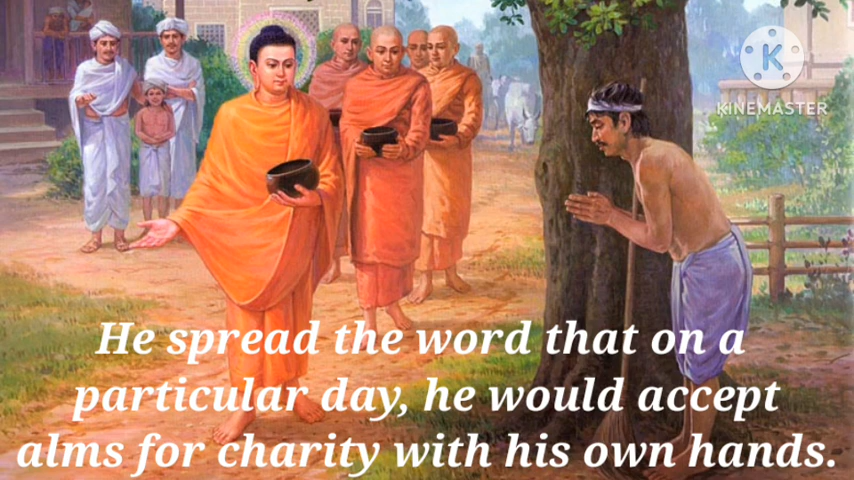 K
KINEMASTER
He spread the word that on a
particular day, he would accept
alms for charity with his own hands.